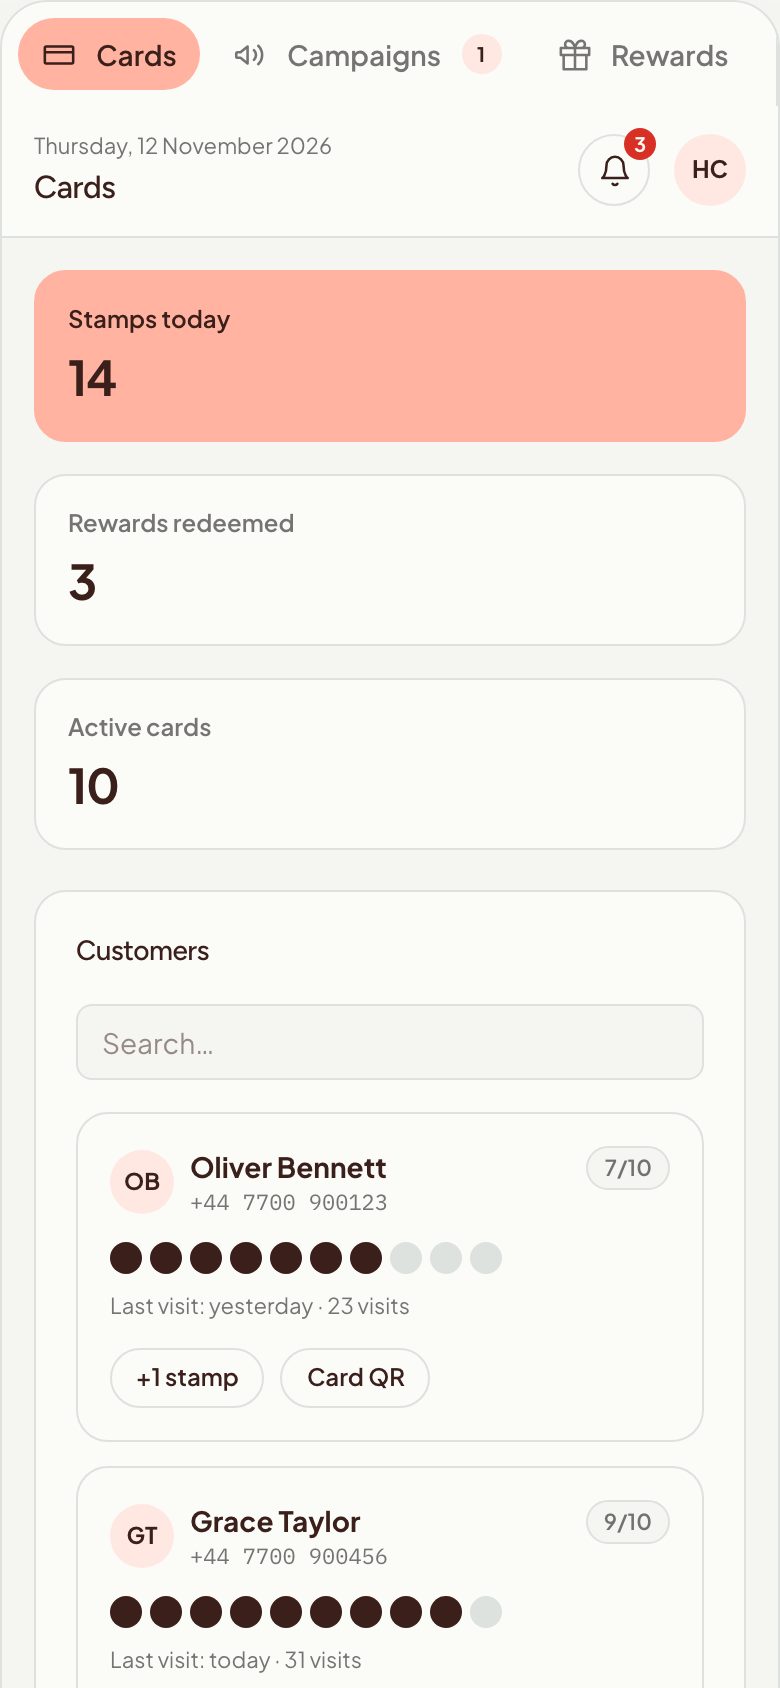 Cards
Campaigns 1
Rewards
Thursday, 12 November 2026
Cards
3
HC
Stamps today
14
Rewards redeemed
3
Active cards
10
Customers
Search...
OB
Oliver Bennett
7/10
+44 7700 900123
Last visit: yesterday · 23 visits
+1 stamp
Card QR
GT
Grace Taylor
9/10
+44 7700 900456
Last visit: today · 31 visits